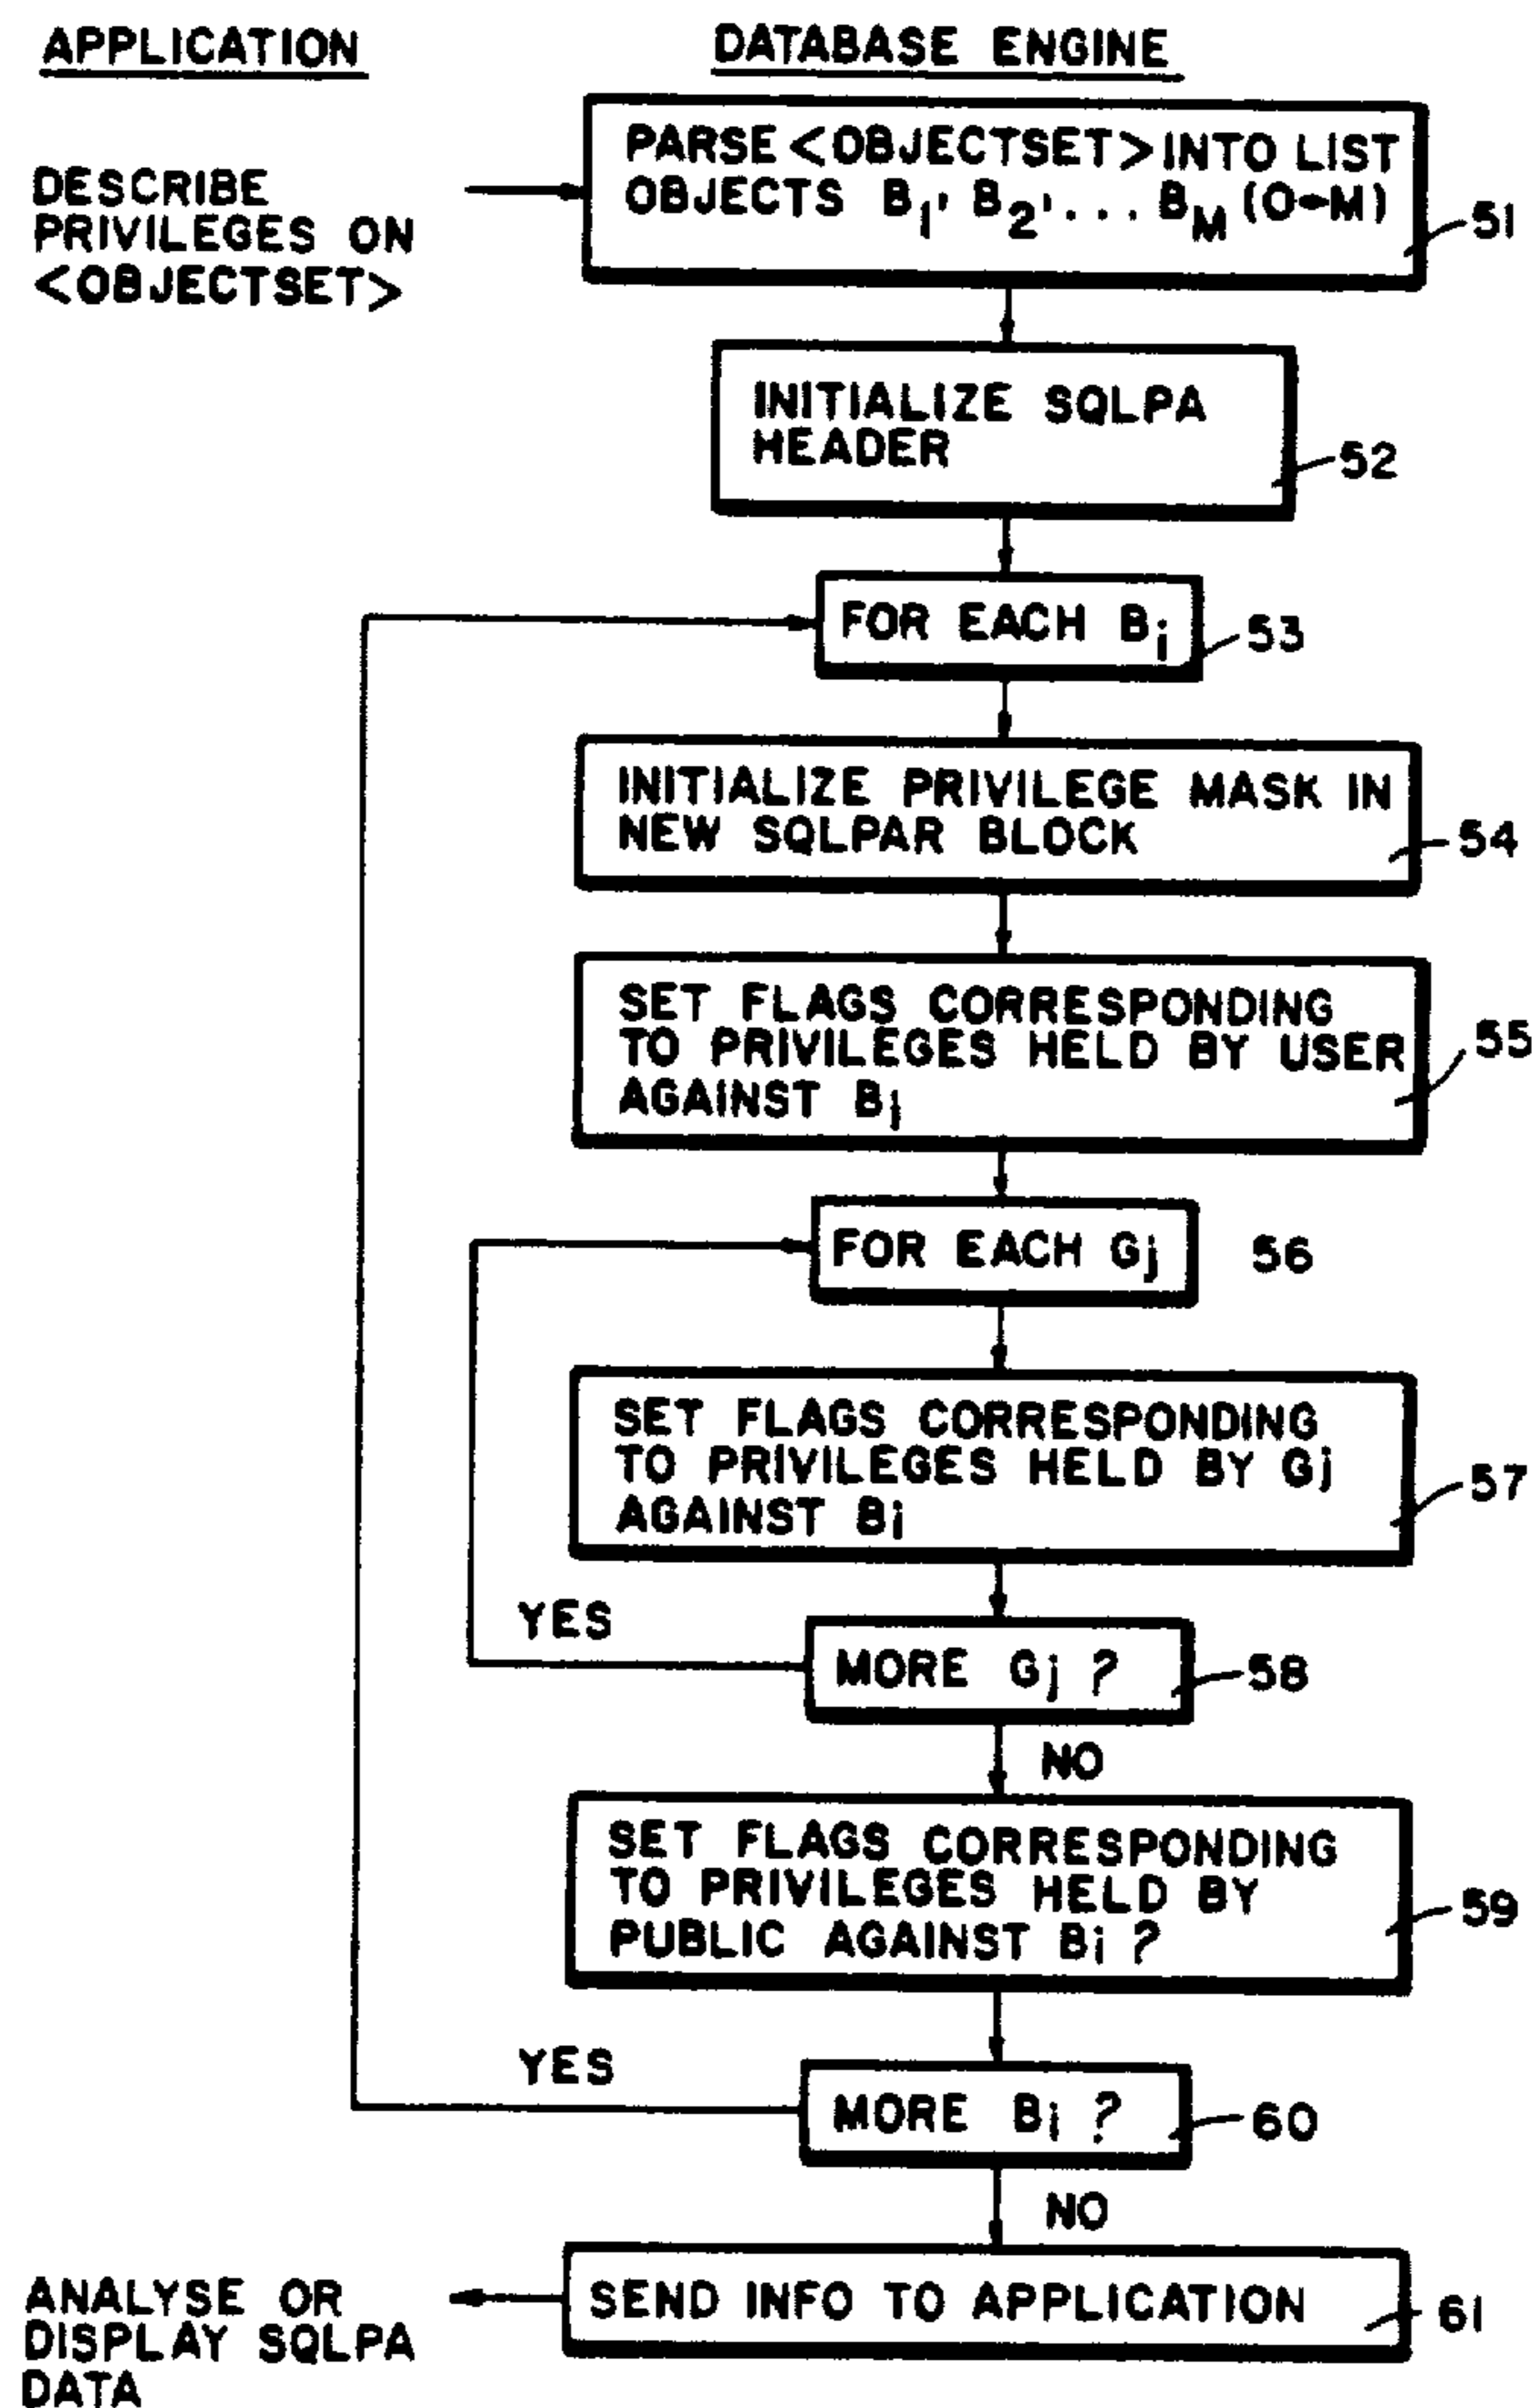 APPLICATION
DATABASE ENGINE
DESCRIBE
PRIVILEGES ON
<OBJECTSET>
PARSE <OBJECTSET> INTO LIST
OBJECTS B1, B2, ... BM (O-M)
51
INITIALIZE SQLPA
HEADER
52
FOR EACH Bi
53
INITIALIZE PRIVILEGE MASK IN
NEW SQLPAR BLOCK
54
SET FLAGS CORRESPONDING
TO PRIVILEGES HELD BY USER
AGAINST Bi
55
FOR EACH Gj
56
SET FLAGS CORRESPONDING
TO PRIVILEGES HELD BY Gj
AGAINST Bi
57
YES
MORE Gj ?
58
NO
SET FLAGS CORRESPONDING
TO PRIVILEGES HELD BY
PUBLIC AGAINST Bi ?
59
YES
MORE Bi ?
60
NO
SEND INFO TO APPLICATION
61
ANALYSE OR
DISPLAY SQLPA
DATA